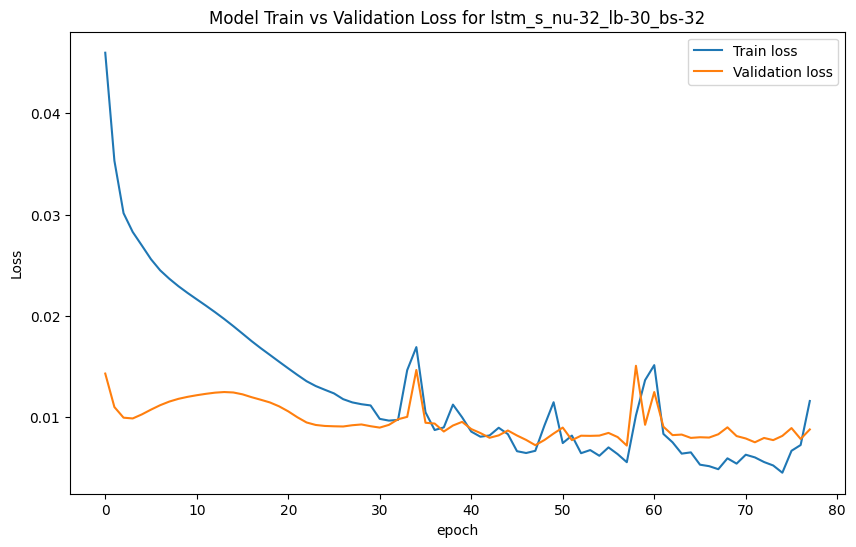 Model Train vs Validation Loss for lstm_s_nu-32_lb-30_bs-32
Train loss
Validation loss
0.04
0.03
0.02
0.01
Loss
0 10 20 30 40 50 60 70 80
epoch